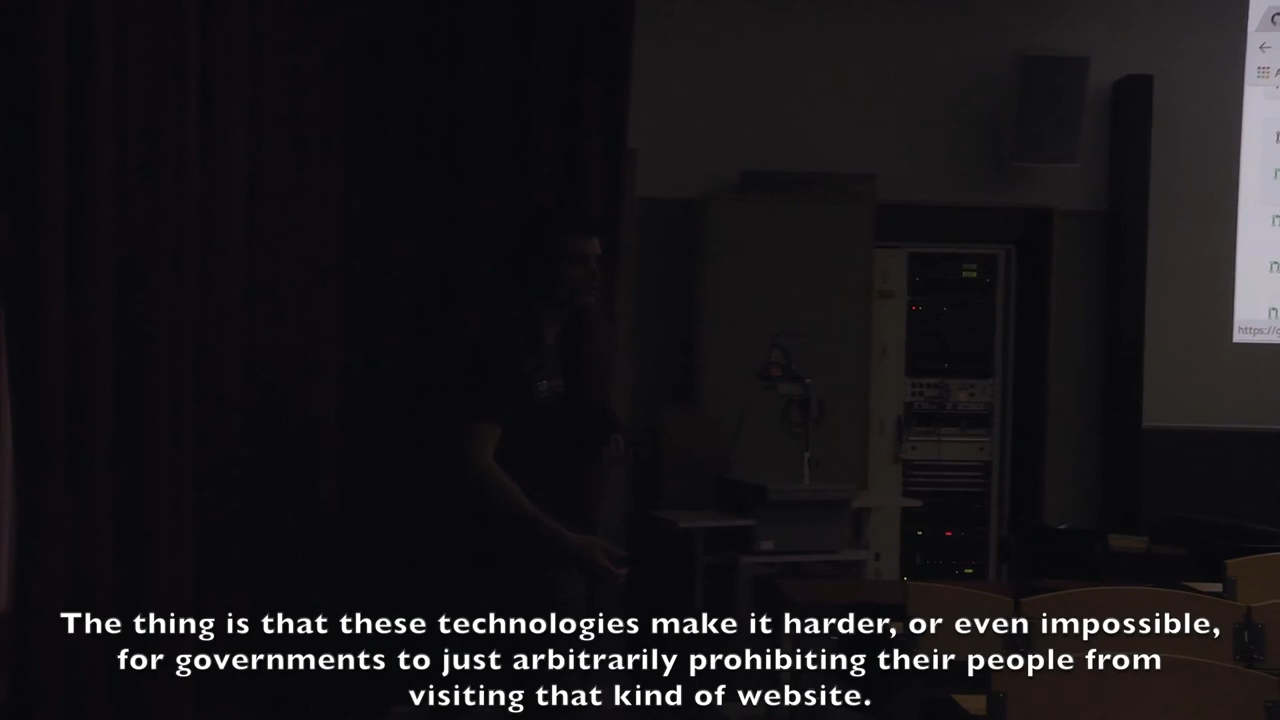 https://
The thing is that these technologies make it harder, or even impossible,
for governments to just arbitrarily prohibiting their people from
visiting that kind of website.